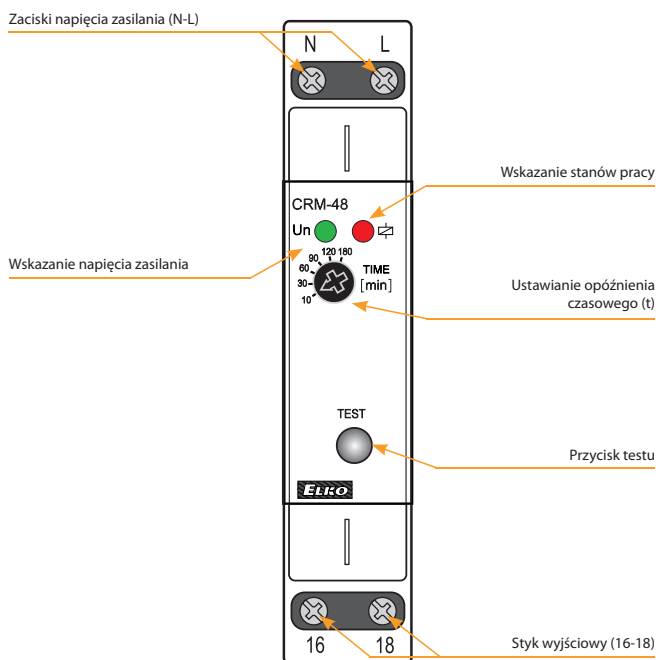 Zaciski napięcia zasilania (N-L)
N L
Wskazanie stanów pracy
CRM-48
Un
Wskazanie napięcia zasilania
120 180
90
60
30
10
TIME
[min]
Ustawianie opóźnienia
czasowego (t)
TEST
Przycisk testu
ELKO
16 18
Styk wyjściowy (16-18)